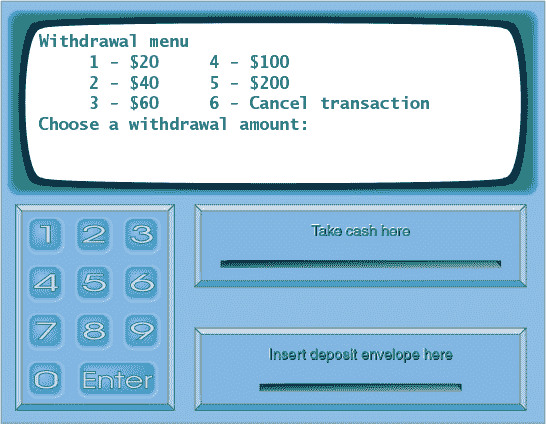 Withdrawal menu
1 - $20 4 - $100
2 - $40 5 - $200
3 - $60 6 - Cancel transaction
Choose a withdrawal amount:
1 2 3
Take cash here
4 5 6
7 8 9
Insert deposit envelope here
0 Enter